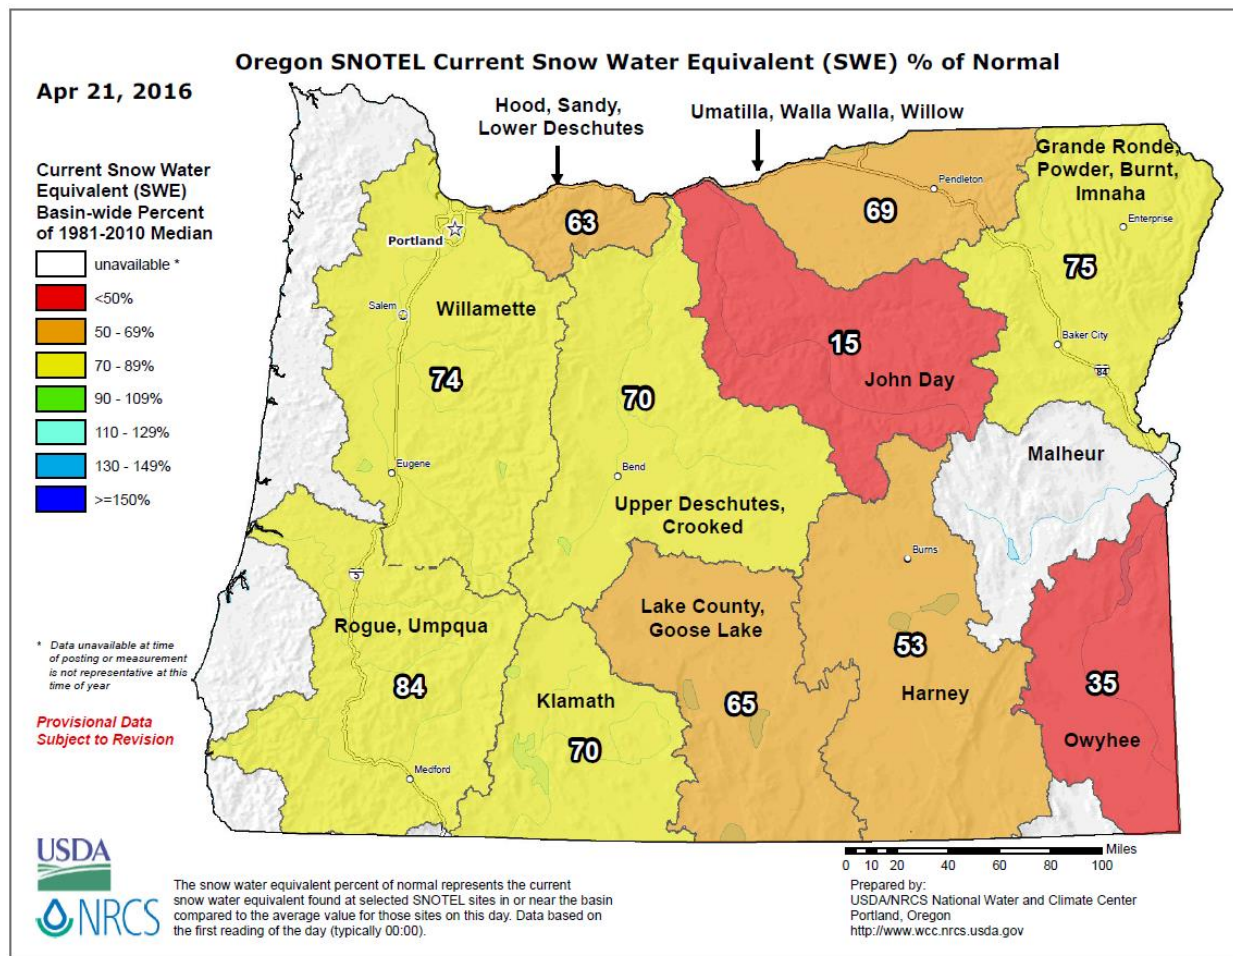 Oregon SNOTEL Current Snow Water Equivalent (SWE) % of Normal
Apr 21, 2016
Current Snow Water
Equivalent (SWE)
Basin-wide Percent
of 1981-2010 Median
unavailable *
<50%
50 - 69%
70 - 89%
90 - 109%
110 - 129%
130 - 149%
>=150%
* Data unavailable at time
of posting or measurement
is not representative at this
time of year
Provisional Data
Subject to Revision
Hood, Sandy,
Lower Deschutes
Umatilla, Walla Walla, Willow
Grande Ronde,
Powder, Burnt,
Imnaha
Pendleton
Enterprise
63
69
75
Portland
Salem
Willamette
74
70
15
John Day
Baker City
84
Eugene
Bend
Upper Deschutes,
Crooked
Malheur
Burns
5
Rogue, Umpqua
84
Lake County,
Goose Lake
65
53
Harney
35
Owyhee
Klamath
70
Medford
Miles
0 10 20 40 60 80 100
USDA
NRCS
The snow water equivalent percent of normal represents the current
snow water equivalent found at selected SNOTEL sites in or near the basin
compared to the average value for those sites on this day. Data based on
the first reading of the day (typically 00:00).
Prepared by:
USDA/NRCS National Water and Climate Center
Portland, Oregon
http://www.wcc.nrcs.usda.gov